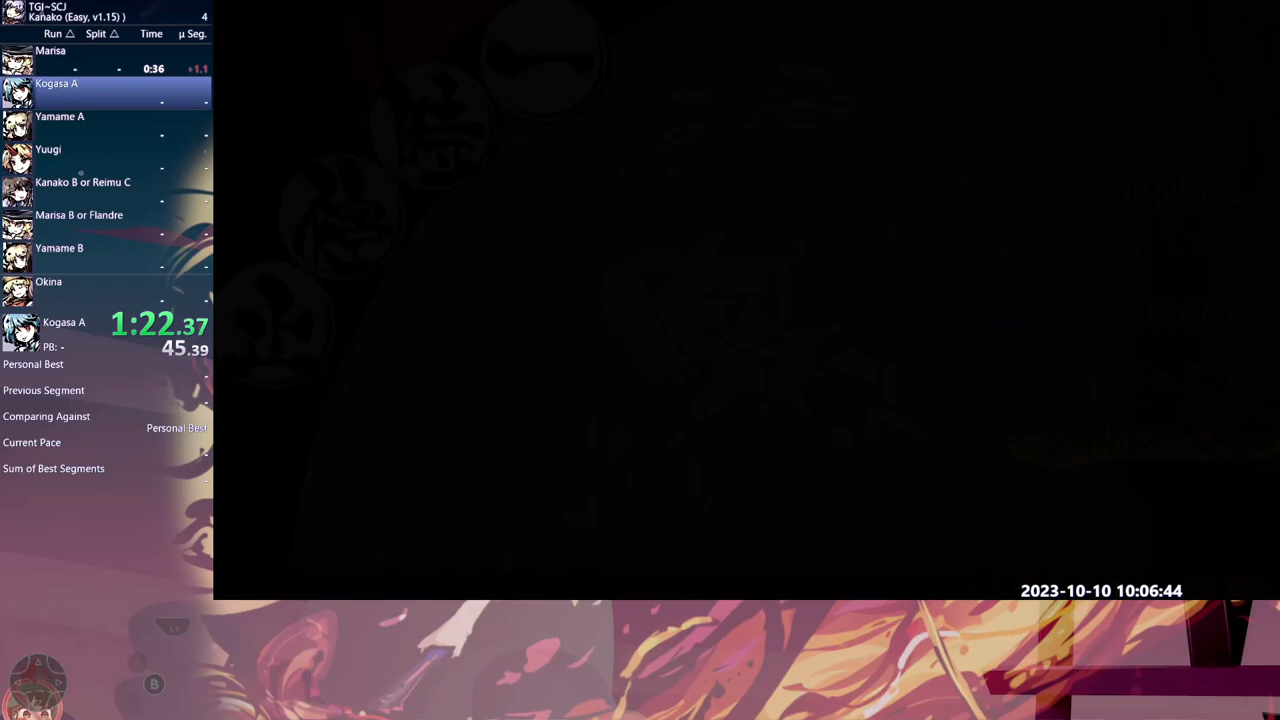 TGI~SCJ
Kanako (Easy, v1.15) ) 4
Run △ Split △ Time µ Seg.
Marisa
- - 0:36 +1.1
Kogasa A
- -
Yamame A
- -
Yuugi
- -
Kanako B or Reimu C
- -
Marisa B or Flandre
- -
Yamame B
- -
Okina
- -
Kogasa A 1:22.37
PB: - 45.39
Personal Best
-
Previous Segment
-
Comparing Against
Personal Best
Current Pace
-
Sum of Best Segments
-
2023-10-10 10:06:44
LT
B